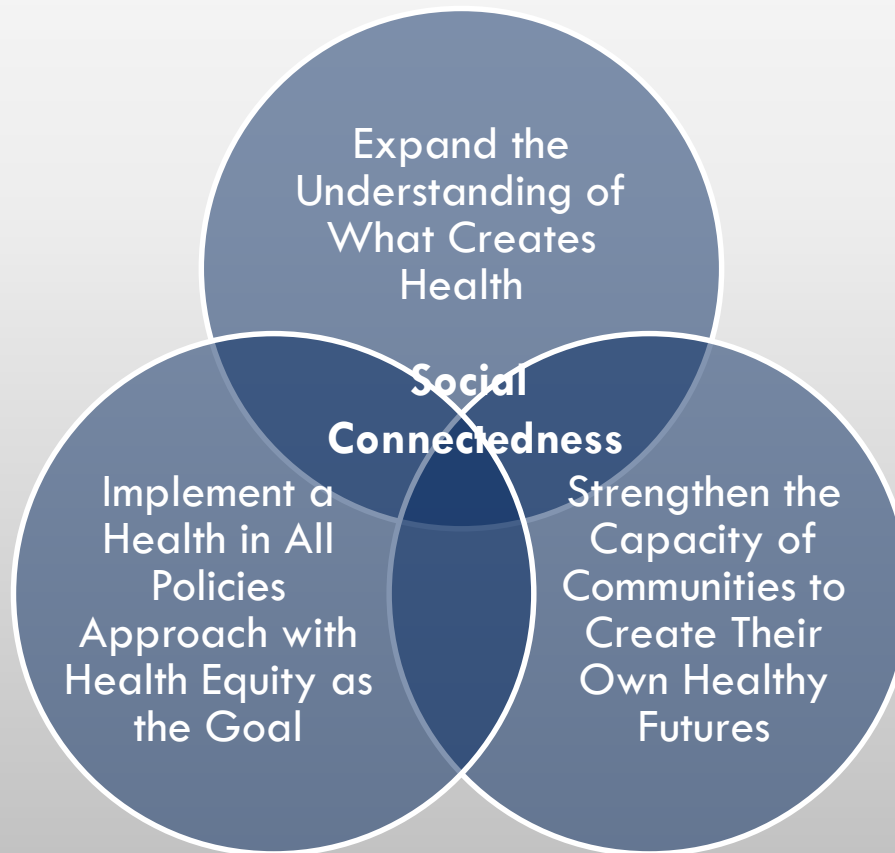 Expand the
Understanding of
What Creates
Health
Social
Connectedness
Implement a
Health in All
Policies
Approach with
Health Equity as
the Goal
Strengthen the
Capacity of
Communities to
Create Their
Own Healthy
Futures